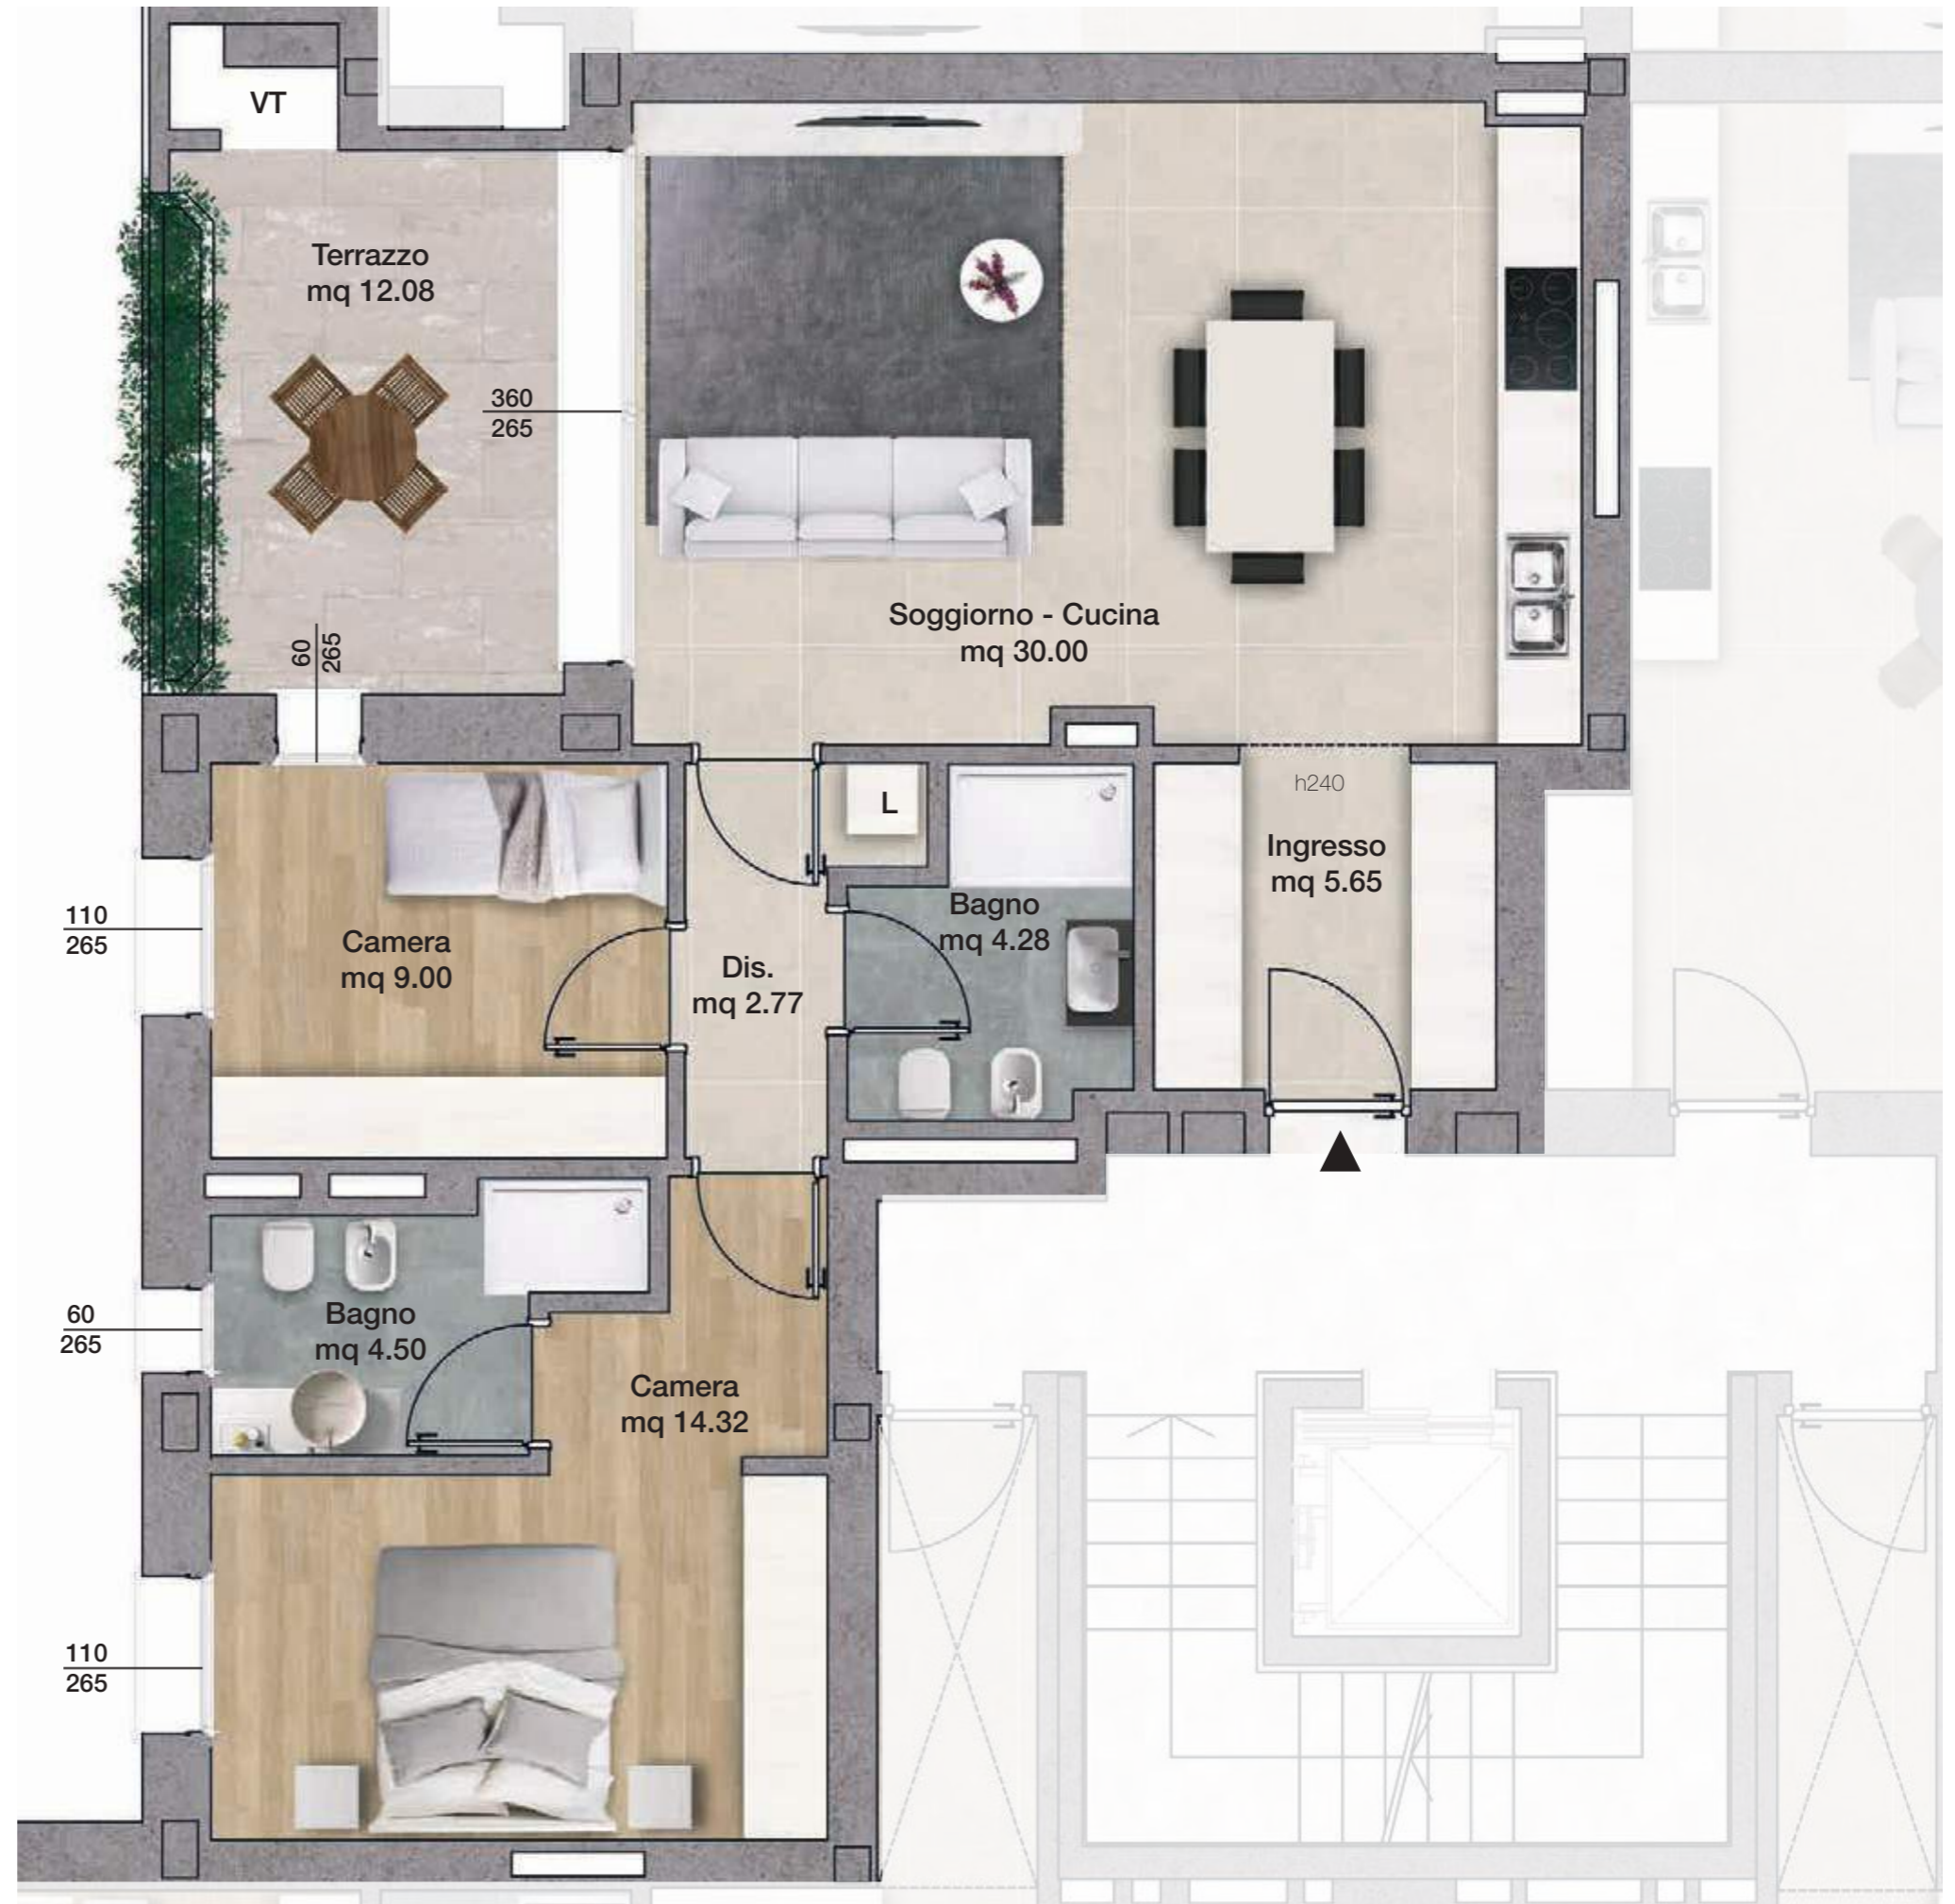 VT
Terrazzo
mq 12.08
360
265
60
265
Soggiorno - Cucina
mq 30.00
h240
L
Ingresso
mq 5.65
Bagno
mq 4.28
110
265
Camera
mq 9.00
Dis.
mq 2.77
60
265
Bagno
mq 4.50
Camera
mq 14.32
110
265